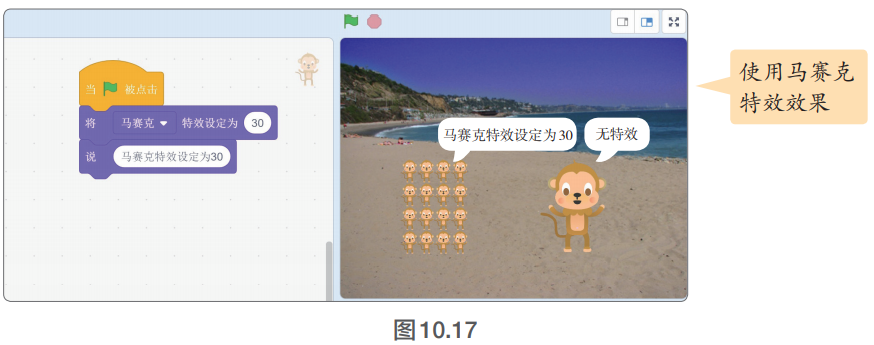 当 被点击
将 马赛克 特效设定为 30
说 马赛克特效设定为30
马赛克特效设定为30
无特效
使用马赛克
特效效果
图10.17